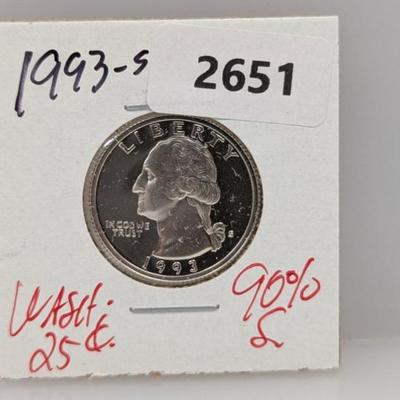 1993-S
2651
LIBERTY
IN GOD WE
TRUST
S
1993
WASH.
25¢.
90%
S